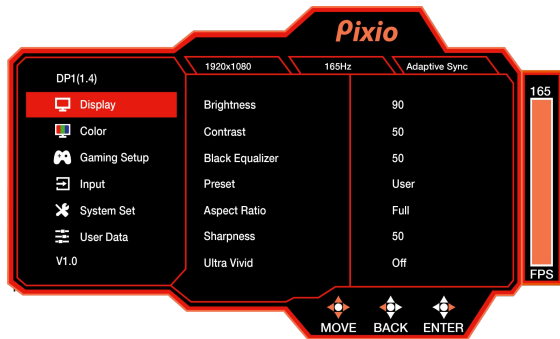 Pixio
1920x1080 165Hz Adaptive Sync
DP1(1.4)
165
Display
Color
Gaming Setup
Input
System Set
User Data
V1.0
Brightness 90
Contrast 50
Black Equalizer 50
Preset User
Aspect Ratio Full
Sharpness 50
Ultra Vivid Off
FPS
MOVE BACK ENTER